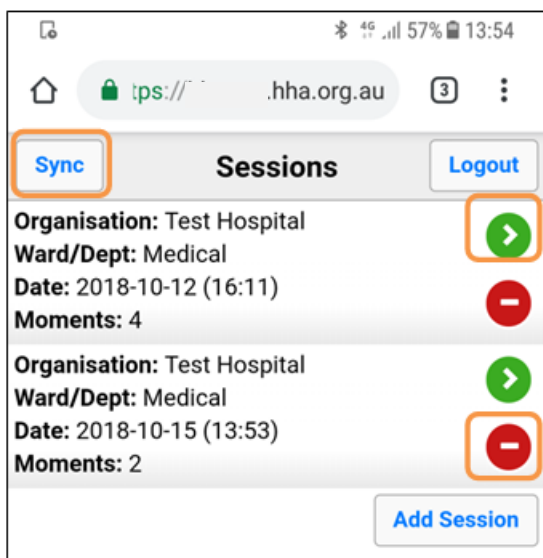 4G 57% 13:54
tps:// .hha.org.au 3
Sync Sessions Logout
Organisation: Test Hospital
Ward/Dept: Medical
Date: 2018-10-12 (16:11)
Moments: 4
Organisation: Test Hospital
Ward/Dept: Medical
Date: 2018-10-15 (13:53)
Moments: 2
Add Session